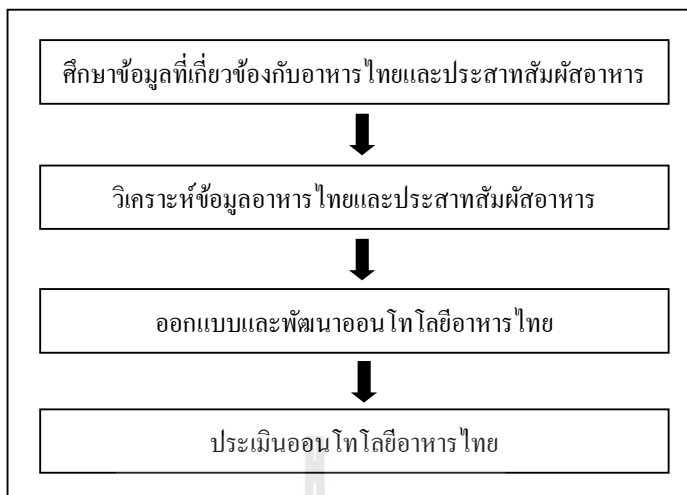 ศึกษาข้อมูลที่เกี่ยวข้องกับอาหารไทยและประสาทสัมผัสอาหาร
วิเคราะห์ข้อมูลอาหารไทยและประสาทสัมผัสอาหาร
ออกแบบและพัฒนาออนโทโลยีอาหารไทย
ประเมินออนโทโลยีอาหารไทย